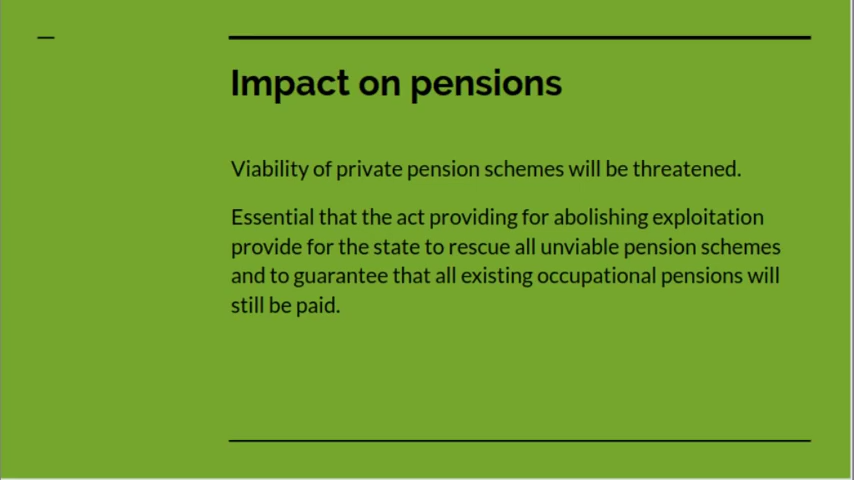 Impact on pensions
Viability of private pension schemes will be threatened.
Essential that the act providing for abolishing exploitation
provide for the state to rescue all unviable pension schemes
and to guarantee that all existing occupational pensions will
still be paid.